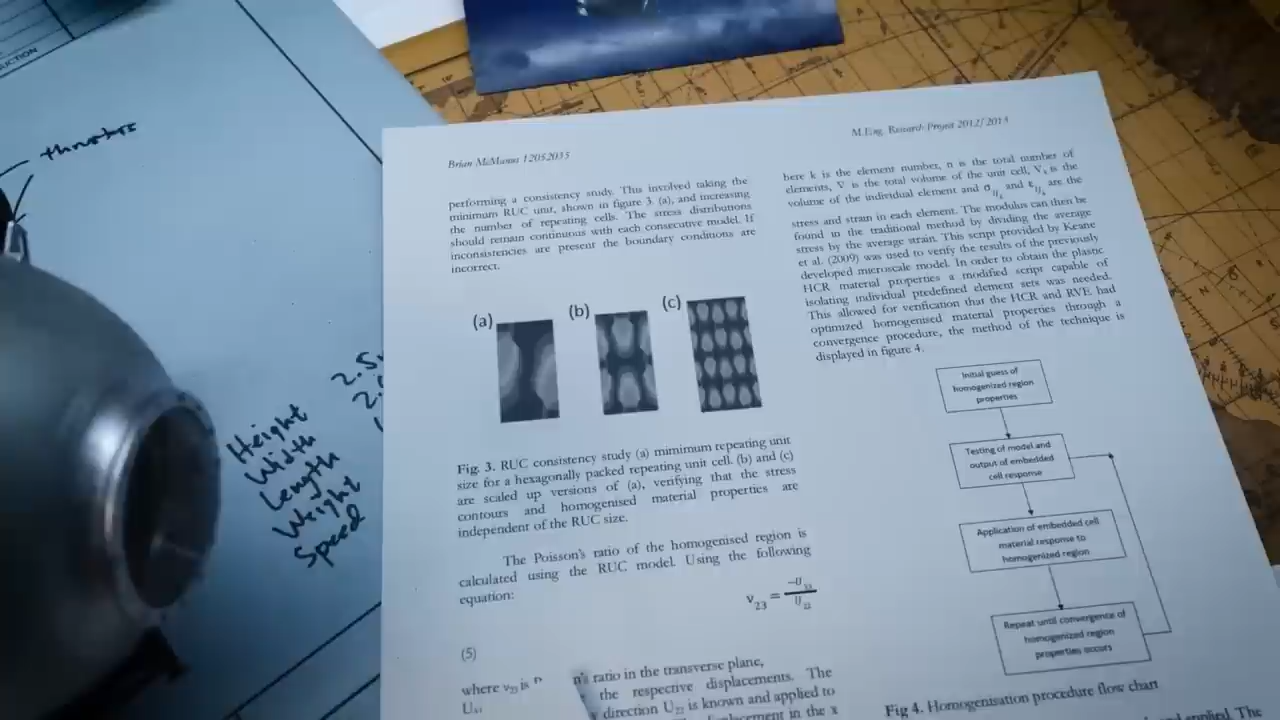 UCTION
thrusters
2.5
2.
Height
Width
Length
Weight
Speed
M.Eng. Research Project 2012/2013
performing a consistency study. This involved taking the
minimum RUC unit, shown in figure 3. (a), and increasing
the number of repeating cells. The stress distributions
should remain continuous with each consecutive model. If
inconsistencies are present the boundary conditions are
incorrect.
(a)
(b)
(c)
Fig. 3. RUC consistency study (a) mimimum repeating unit
size for a hexagonally packed repeating unit cell. (b) and (c)
are scaled up versions of (a), verifying that the stress
contours and homogenised material properties are
independent of the RUC size.
The Poisson's ratio of the homogenised region is
calculated using the RUC model. Using the following
equation:
ν23 =
(5)
where ν23 is
n's ratio in the transverse plane,
the respective displacements. The
direction U22 is known and applied to
in the x
here k is the element number, n is the total number of
elements, V is the total volume of the unit cell, Vk is the
volume of the individual element and σijk and εijk are the
stress and strain in each element. The modulus can then be
found in the traditional method by dividing the average
stress by the average strain. This script provided by Keane
et al. (2009) was used to verify the results of the previously
developed microscale model. In order to obtain the plastic
HCR material properties a modified script capable of
isolating individual predefined element sets was needed.
This allowed for verification that the HCR and RVE had
optimized homogenised material properties through a
convergence procedure, the method of the technique is
displayed in figure 4.
Initial guess of
homogenized region
properties
Testing of model and
output of embedded
cell response
Application of embedded cell
material response to
homogenized region
Repeat until convergence of
homogenized region
properties occurs
Fig 4. Homogenisation procedure flow chart
applied. The